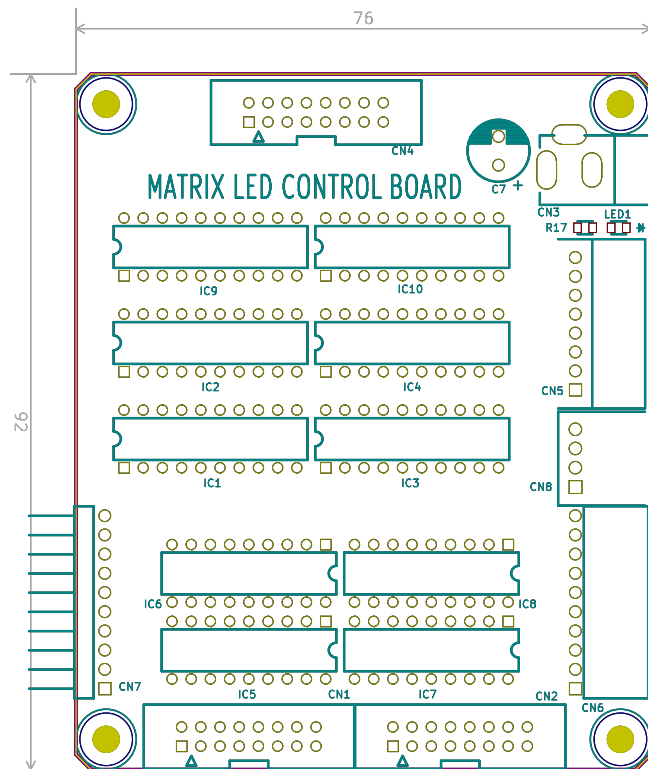 76
CN4
C7 +
MATRIX LED CONTROL BOARD
CN3
LED1
R17
*
IC9
IC10
IC2
IC4
CN5
92
IC1
IC3
CN8
IC6
IC8
CN7
IC5
CN1
IC7
CN2
CN6